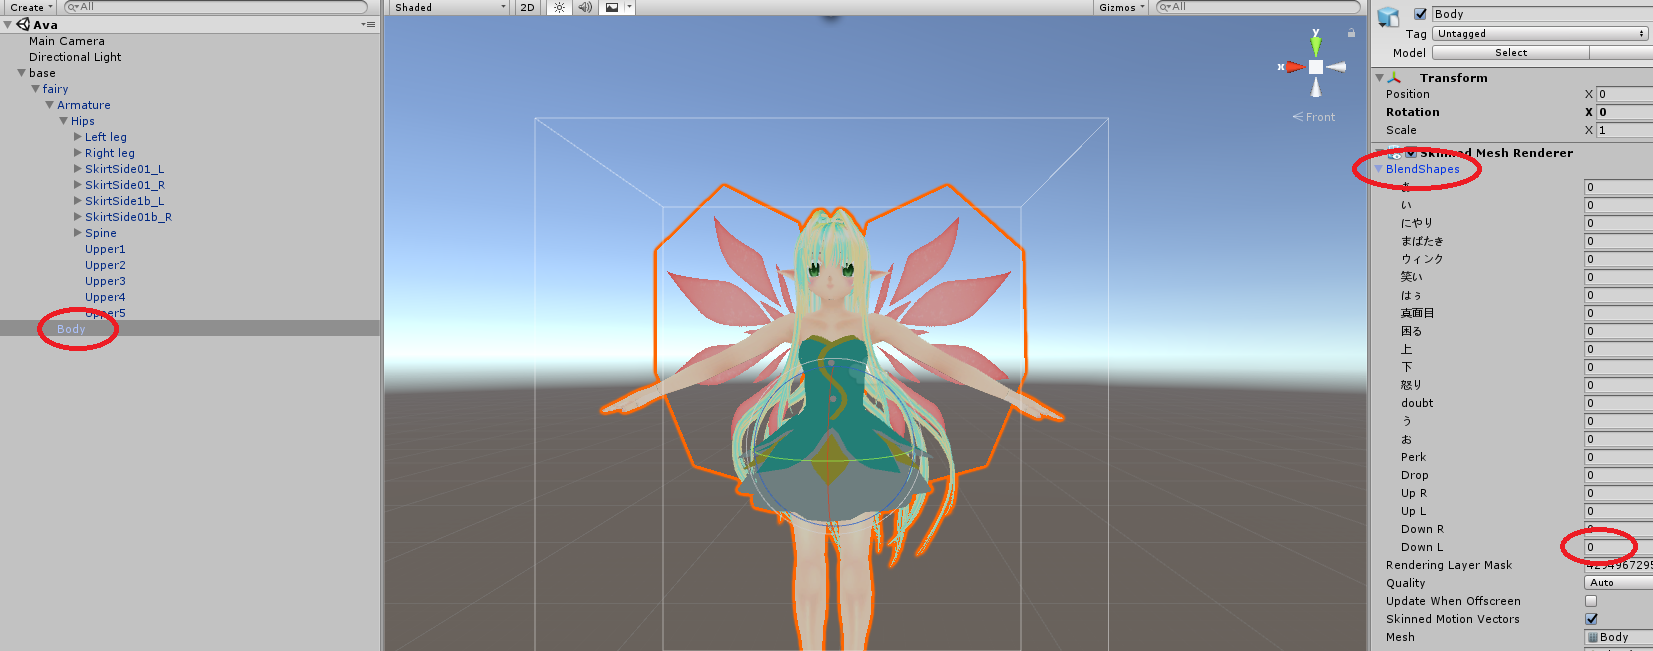 Create
All
Ava
Main Camera
Directional Light
base
fairy
Armature
Hips
Left leg
Right leg
SkirtSide01_L
SkirtSide01_R
SkirtSide1b_L
SkirtSide01b_R
Spine
Upper1
Upper2
Upper3
Upper4
Upper5
Body
Shaded
2D
Gizmos
All
y
x
Front
Body
Tag Untagged
Model Select
Transform
Position X 0
Rotation X 0
Scale X 1
Skinned Mesh Renderer
BlendShapes
あ 0
い 0
にやり 0
まばたき 0
ウィンク 0
笑い 0
はぅ 0
真面目 0
困る 0
上 0
下 0
怒り 0
doubt 0
う 0
お 0
Perk 0
Drop 0
Up R 0
Up L 0
Down R 0
Down L 0
Rendering Layer Mask 4294967295
Quality Auto
Update When Offscreen
Skinned Motion Vectors
Mesh Body